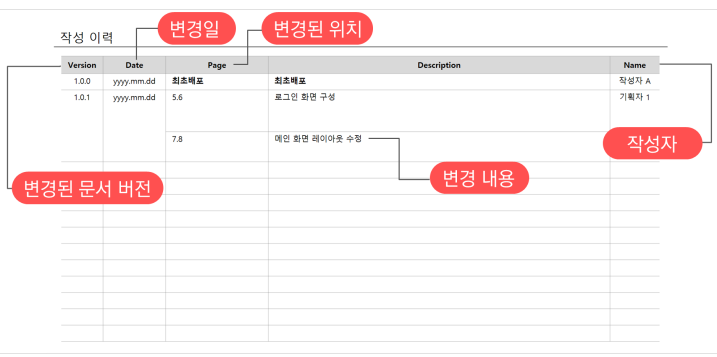 변경일
변경된 위치
작성 이력
Version Date Page Description Name
1.0.0 yyyy.mm.dd 최초배포 최초배포 작성자 A
1.0.1 yyyy.mm.dd 5.6 로그인 화면 구성 기획자 1
7.8 메인 화면 레이아웃 수정
작성자
변경 내용
변경된 문서 버전